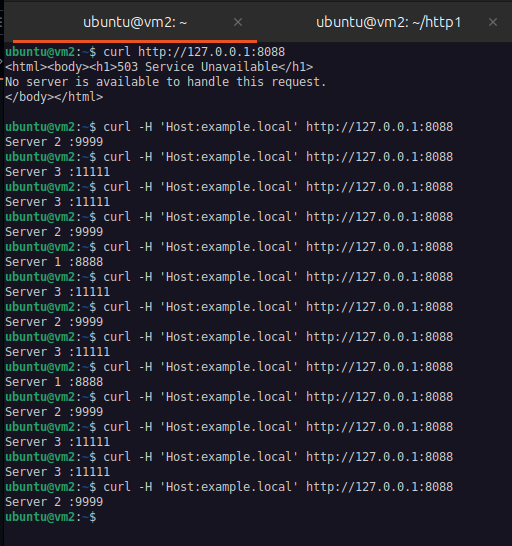 ubuntu@vm2: ~ ×
ubuntu@vm2: ~/http1 ×
ubuntu@vm2:~$ curl http://127.0.0.1:8088
<html><body><h1>503 Service Unavailable</h1>
No server is available to handle this request.
</body></html>
ubuntu@vm2:~$ curl -H 'Host:example.local' http://127.0.0.1:8088
Server 2 :9999
ubuntu@vm2:~$ curl -H 'Host:example.local' http://127.0.0.1:8088
Server 3 :11111
ubuntu@vm2:~$ curl -H 'Host:example.local' http://127.0.0.1:8088
Server 3 :11111
ubuntu@vm2:~$ curl -H 'Host:example.local' http://127.0.0.1:8088
Server 2 :9999
ubuntu@vm2:~$ curl -H 'Host:example.local' http://127.0.0.1:8088
Server 1 :8888
ubuntu@vm2:~$ curl -H 'Host:example.local' http://127.0.0.1:8088
Server 3 :11111
ubuntu@vm2:~$ curl -H 'Host:example.local' http://127.0.0.1:8088
Server 2 :9999
ubuntu@vm2:~$ curl -H 'Host:example.local' http://127.0.0.1:8088
Server 3 :11111
ubuntu@vm2:~$ curl -H 'Host:example.local' http://127.0.0.1:8088
Server 1 :8888
ubuntu@vm2:~$ curl -H 'Host:example.local' http://127.0.0.1:8088
Server 2 :9999
ubuntu@vm2:~$ curl -H 'Host:example.local' http://127.0.0.1:8088
Server 3 :11111
ubuntu@vm2:~$ curl -H 'Host:example.local' http://127.0.0.1:8088
Server 3 :11111
ubuntu@vm2:~$ curl -H 'Host:example.local' http://127.0.0.1:8088
Server 2 :9999
ubuntu@vm2:~$